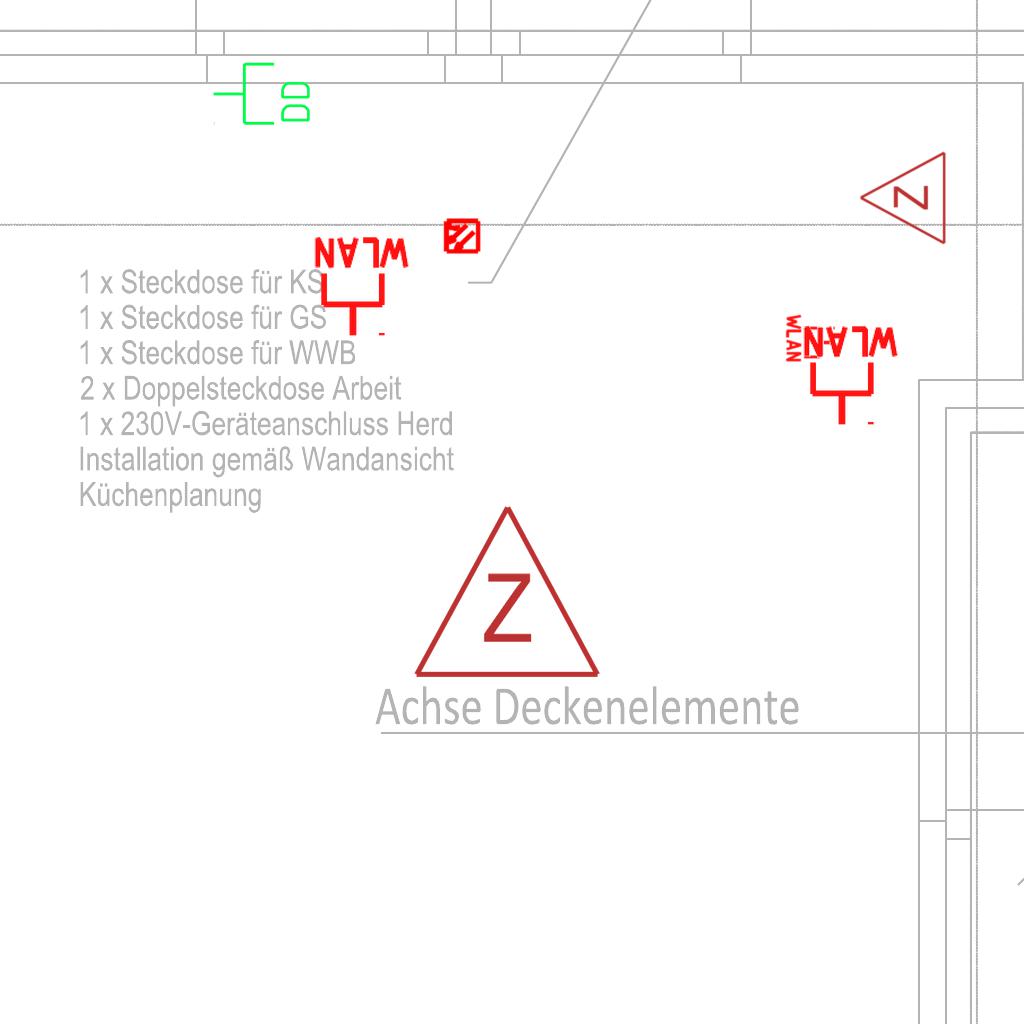 DD
Z
WLAN
1 x Steckdose für KS
1 x Steckdose für GS
WLAN
WLAN
1 x Steckdose für WWB
2 x Doppelsteckdose Arbeit
1 x 230V-Geräteanschluss Herd
Installation gemäß Wandansicht
Küchenplanung
Z
Achse Deckenelemente